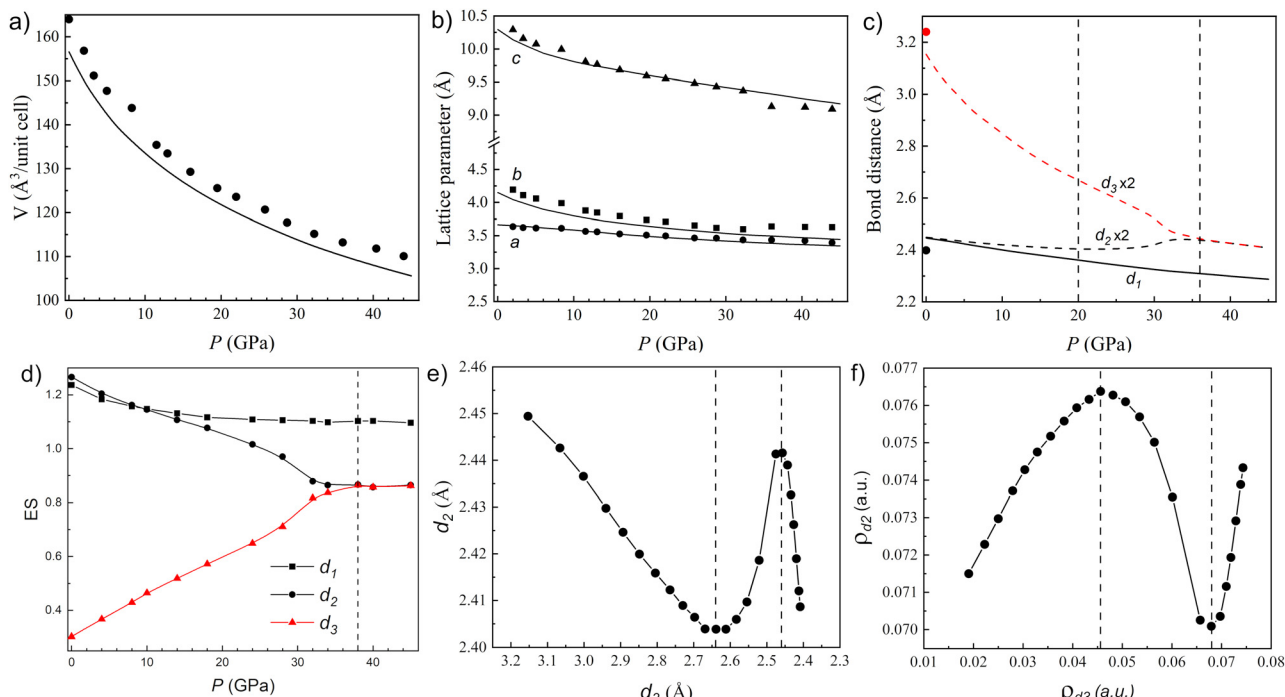 a)
V (Å3/unit cell)
160
150
140
130
120
110
100
0 10 20 30 40
P (GPa)
b)
Lattice parameter (Å)
10.5
10.0
9.5
9.0
4.5
4.0
3.5
3.0
2.5
c
b
a
0 10 20 30 40
P (GPa)
c)
Bond distance (Å)
3.2
3.0
2.8
2.6
2.4
2.2
d3x2
d2x2
d1
0 10 20 30 40
P (GPa)
d)
ES
1.2
1.0
0.8
0.6
0.4
d1
d2
d3
0 10 20 30 40
P (GPa)
e)
d2 (Å)
2.46
2.45
2.44
2.43
2.42
2.41
2.40
3.2 3.1 3.0 2.9 2.8 2.7 2.6 2.5 2.4 2.3
(Å)
f)
ρd2 (a.u.)
0.077
0.076
0.075
0.074
0.073
0.072
0.071
0.070
0.01 0.02 0.03 0.04 0.05 0.06 0.07 0.08
ρd3 (a.u.)